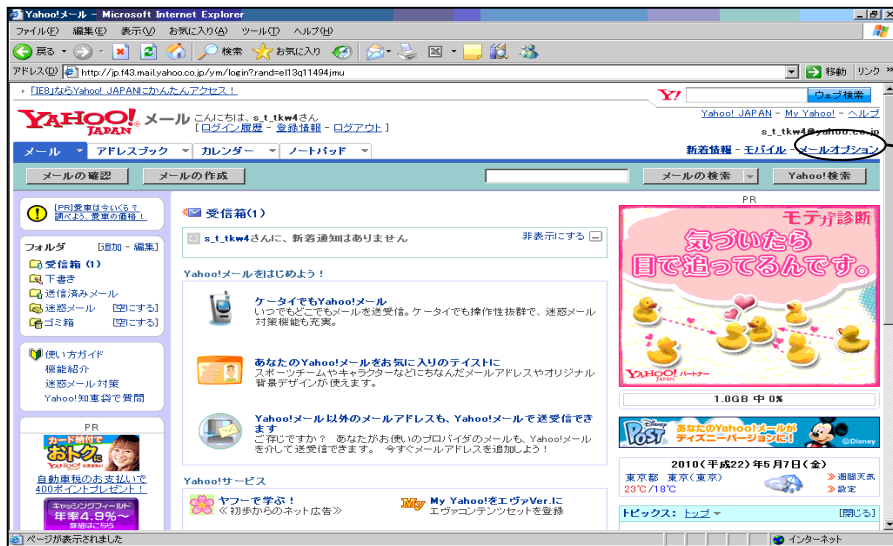 Yahoo!メール - Microsoft Internet Explorer
ファイル(F) 編集(E) 表示(V) お気に入り(A) ツール(T) ヘルプ(H)
戻る 検索 お気に入り
アドレス(D) http://jp.f43.mail.yahoo.co.jp/ym/login?.rand=el13q11494jmu 移動 リンク »
「IE8」ならYahoo! JAPANにかんたんアクセス！
Y! ウェブ検索
YAHOO! JAPAN メール こんにちは、s_t_tkw4さん
[ログイン履歴 - 登録情報 - ログアウト]
Yahoo! JAPAN - My Yahoo! - ヘルプ
s_t_tkw4@yahoo.co.jp
メール アドレスブック カレンダー ノートパッド
新着情報 - モバイル - メールオプション
メールの確認 メールの作成 メールの検索 Yahoo!検索
[PR]愛車は今いくら？
調べよう、愛車の価格！
フォルダ [追加 - 編集]
受信箱 (1)
下書き
送信済みメール
迷惑メール [空にする]
ゴミ箱 [空にする]
使い方ガイド
機能紹介
迷惑メール対策
Yahoo!知恵袋で質問
PR
カード納付で
おトクに
YAHOO!
自動車税のお支払いで
400ポイントプレゼント！
キャッシングフィールド
年率4.9%～
詳細はこちら
受信箱(1)
s_t_tkw4さんに、新着通知はありません 非表示にする
Yahoo!メールをはじめよう！
ケータイでもYahoo!メール
いつでもどこでもメールを送受信。ケータイでも操作性抜群で、迷惑メール
対策機能も充実。
あなたのYahoo!メールをお気に入りのテイストに
スポーツチームやキャラクターなどにちなんだメールアドレスやオリジナル
背景デザインが使えます。
Yahoo!メール以外のメールアドレスも、Yahoo!メールで送受信でき
ます
ご存じですか？ あなたがお使いのプロバイダのメールも、Yahoo!メール
を介して送受信できます。 今すぐメールアドレスを追加しよう！
Yahoo!サービス
ヤフーで学ぶ！
≪初歩からのネット広告≫
My My Yahoo!をエヴァVer.に
エヴァコンテンツセットを登録
PR
モテガ診断
気づいたら
目で追ってるんです。
YAHOO! JAPAN パートナー
1.0GB 中 0%
POST あなたのYahoo!メールが
ディズニーバージョンに！
©Disney
2010(平成22)年5月7日(金)
東京都 東京(東京)
23℃/18℃
≫週間天気
≫設定
トピックス： トップ [閉じる]
ページが表示されました インターネット